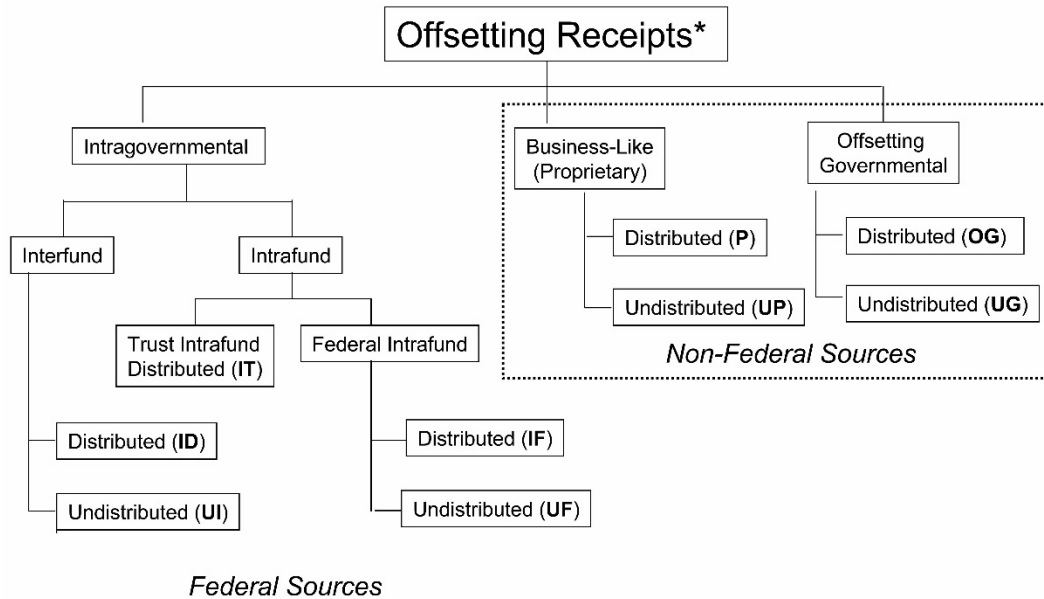 Offsetting Receipts*
Intragovernmental
Business-Like
(Proprietary)
Offsetting
Governmental
Distributed (P)
Undistributed (UP)
Distributed (OG)
Undistributed (UG)
Non-Federal Sources
Interfund
Intrafund
Trust Intrafund
Distributed (IT)
Federal Intrafund
Distributed (ID)
Undistributed (UI)
Distributed (IF)
Undistributed (UF)
Federal Sources